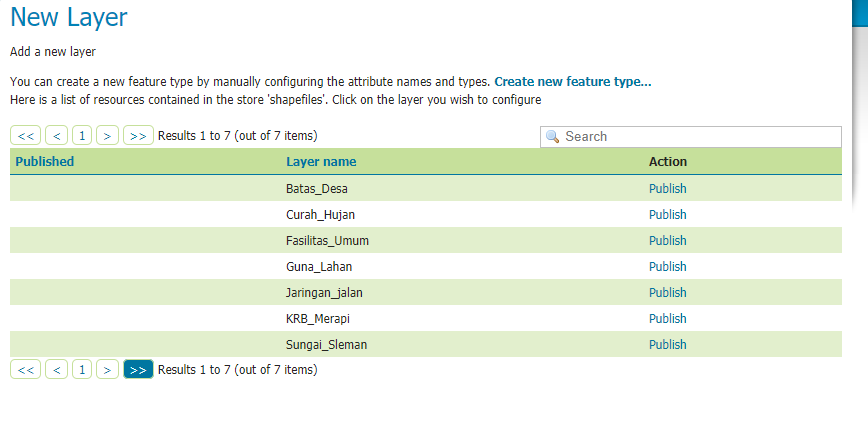 New Layer
Add a new layer
You can create a new feature type by manually configuring the attribute names and types. Create new feature type...
Here is a list of resources contained in the store 'shapefiles'. Click on the layer you wish to configure
<< < 1 > >> Results 1 to 7 (out of 7 items) Search
Published Layer name Action
Batas_Desa Publish
Curah_Hujan Publish
Fasilitas_Umum Publish
Guna_Lahan Publish
Jaringan_jalan Publish
KRB_Merapi Publish
Sungai_Sleman Publish
<< < 1 > >> Results 1 to 7 (out of 7 items)